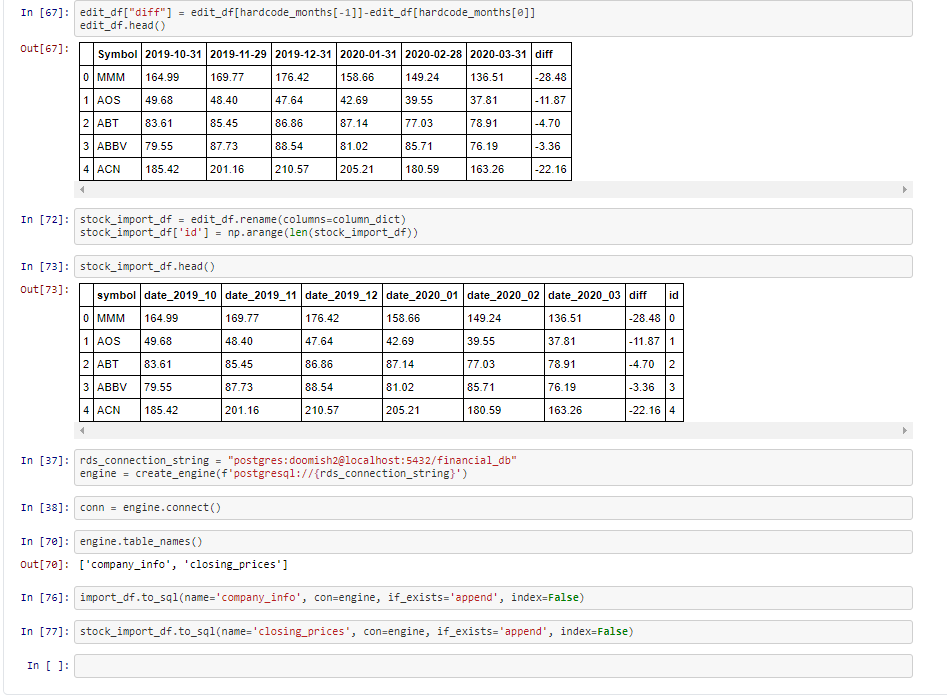 In [67]: edit_df["diff"] = edit_df[hardcode_months[-1]]-edit_df[hardcode_months[0]]
edit_df.head()
Out[67]:
Symbol 2019-10-31 2019-11-29 2019-12-31 2020-01-31 2020-02-28 2020-03-31 diff
0 MMM 164.99 169.77 176.42 158.66 149.24 136.51 -28.48
1 AOS 49.68 48.40 47.64 42.69 39.55 37.81 -11.87
2 ABT 83.61 85.45 86.86 87.14 77.03 78.91 -4.70
3 ABBV 79.55 87.73 88.54 81.02 85.71 76.19 -3.36
4 ACN 185.42 201.16 210.57 205.21 180.59 163.26 -22.16
In [72]: stock_import_df = edit_df.rename(columns=column_dict)
stock_import_df['id'] = np.arange(len(stock_import_df))
In [73]: stock_import_df.head()
Out[73]:
symbol date_2019_10 date_2019_11 date_2019_12 date_2020_01 date_2020_02 date_2020_03 diff id
0 MMM 164.99 169.77 176.42 158.66 149.24 136.51 -28.48 0
1 AOS 49.68 48.40 47.64 42.69 39.55 37.81 -11.87 1
2 ABT 83.61 85.45 86.86 87.14 77.03 78.91 -4.70 2
3 ABBV 79.55 87.73 88.54 81.02 85.71 76.19 -3.36 3
4 ACN 185.42 201.16 210.57 205.21 180.59 163.26 -22.16 4
In [37]: rds_connection_string = "postgres:doomish2@localhost:5432/financial_db"
engine = create_engine(f'postgresql://{rds_connection_string}')
In [38]: conn = engine.connect()
In [70]: engine.table_names()
Out[70]: ['company_info', 'closing_prices']
In [76]: import_df.to_sql(name='company_info', con=engine, if_exists='append', index=False)
In [77]: stock_import_df.to_sql(name='closing_prices', con=engine, if_exists='append', index=False)
In [ ]: